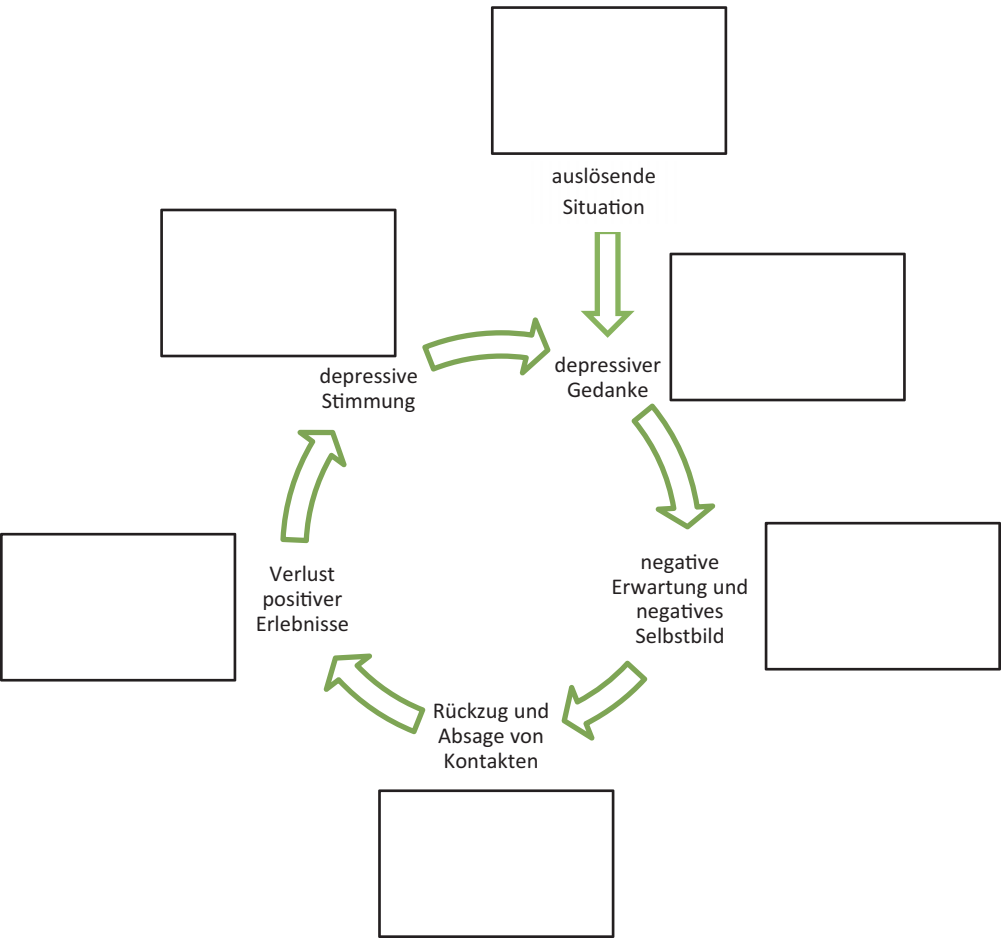 auslösende
Situation
depressiver
Gedanke
negative
Erwartung und
negatives
Selbstbild
Rückzug und
Absage von
Kontakten
Verlust
positiver
Erlebnisse
depressive
Stimmung